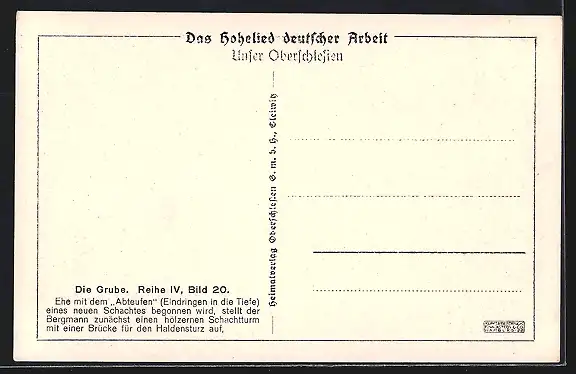 Das Hohelied deutscher Arbeit
Unser Oberschlesien
Heimatverlag Oberschlesien G. m. b. H., Gleiwitz
Die Grube. Reihe IV, Bild 20.
Ehe mit dem „Abteufen“ (Eindringen in die Tiefe)
eines neuen Schachtes begonnen wird, stellt der
Bergmann zunächst einen hölzernen Schachtturm
mit einer Brücke für den Haldensturz auf.